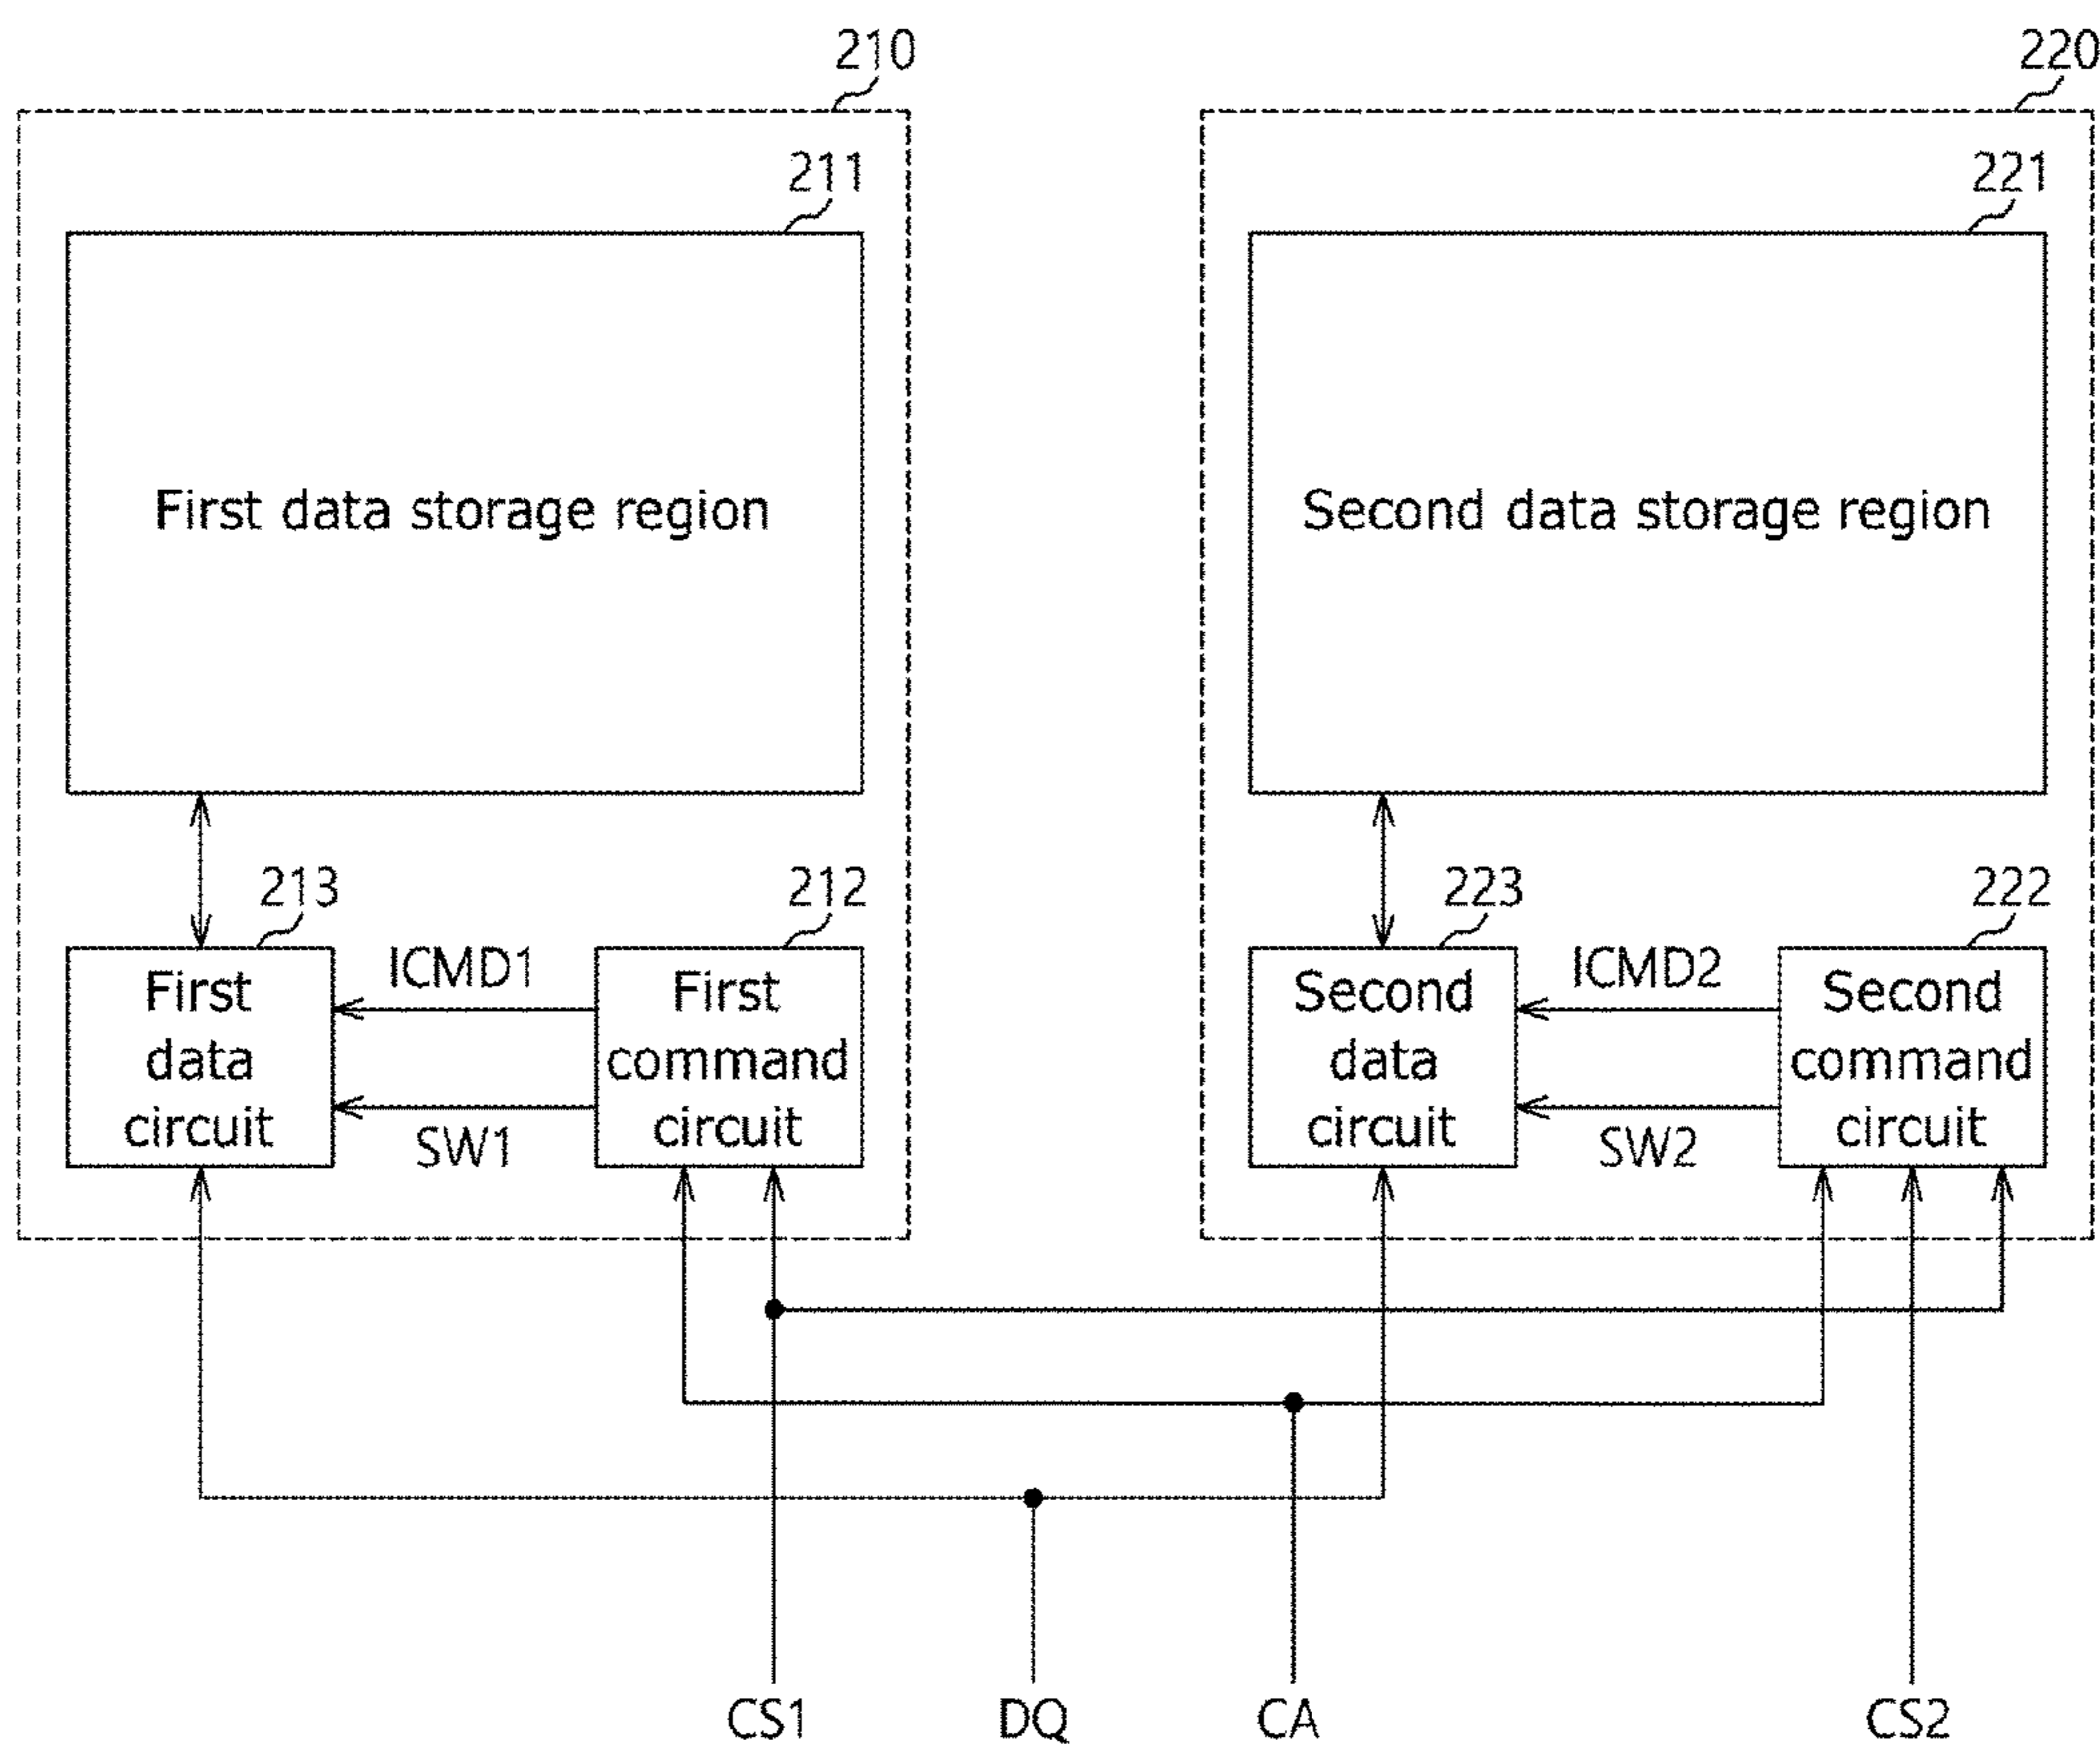 210
220
211
221
First data storage region
Second data storage region
213
212
223
222
First
data
circuit
ICMD1
SW1
First
command
circuit
Second
data
circuit
ICMD2
SW2
Second
command
circuit
CS1
DQ
CA
CS2